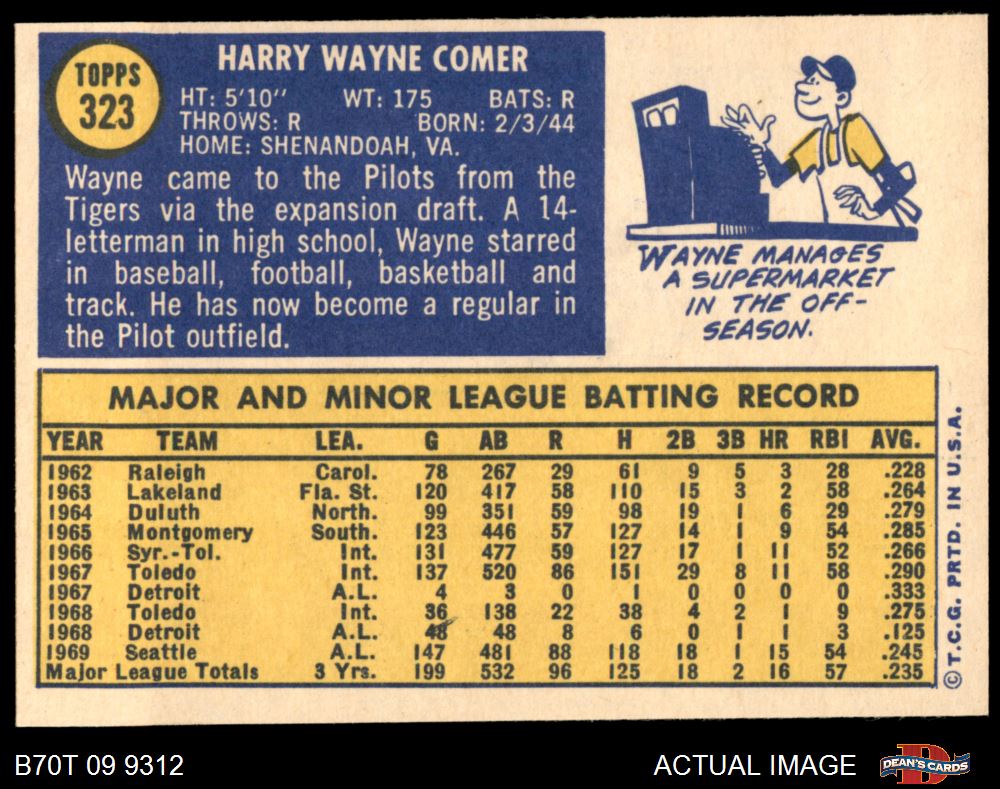 TOPPS
323
HARRY WAYNE COMER
HT: 5'10" WT: 175 BATS: R
THROWS: R BORN: 2/3/44
HOME: SHENANDOAH, VA.
Wayne came to the Pilots from the
Tigers via the expansion draft. A 14-
letterman in high school, Wayne starred
in baseball, football, basketball and
track. He has now become a regular in
the Pilot outfield.
WAYNE MANAGES
A SUPERMARKET
IN THE OFF-
SEASON.
MAJOR AND MINOR LEAGUE BATTING RECORD
YEAR TEAM LEA. G AB R H 2B 3B HR RBI AVG.
1962 Raleigh Carol. 78 267 29 61 9 5 3 28 .228
1963 Lakeland Fla. St. 120 417 58 110 15 3 2 58 .264
1964 Duluth North. 99 351 59 98 19 1 6 29 .279
1965 Montgomery South. 123 446 57 127 14 1 9 54 .285
1966 Syr.-Tol. Int. 131 477 59 127 17 1 11 52 .266
1967 Toledo Int. 137 520 86 151 29 8 11 58 .290
1967 Detroit A.L. 4 3 0 1 0 0 0 0 .333
1968 Toledo Int. 36 138 22 38 4 2 1 9 .275
1968 Detroit A.L. 48 48 8 6 0 1 1 3 .125
1969 Seattle A.L. 147 481 88 118 18 1 15 54 .245
Major League Totals 3 Yrs. 199 532 96 125 18 2 16 57 .235
© T.C.G. PRTD. IN U.S.A.
B70T 09 9312
ACTUAL IMAGE
D
DEAN'S CARDS